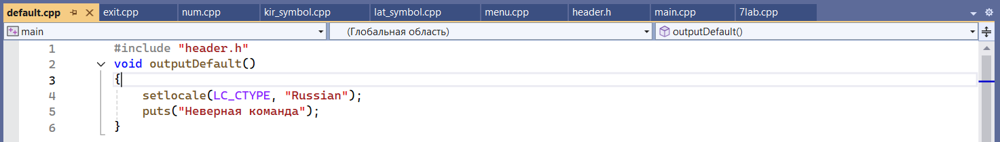 default.cpp exit.cpp num.cpp kir_symbol.cpp lat_symbol.cpp menu.cpp header.h main.cpp 7lab.cpp
main (Глобальная область) outputDefault()
1 #include "header.h"
2 void outputDefault()
3 {
4 setlocale(LC_CTYPE, "Russian");
5 puts("Неверная команда");
6 }